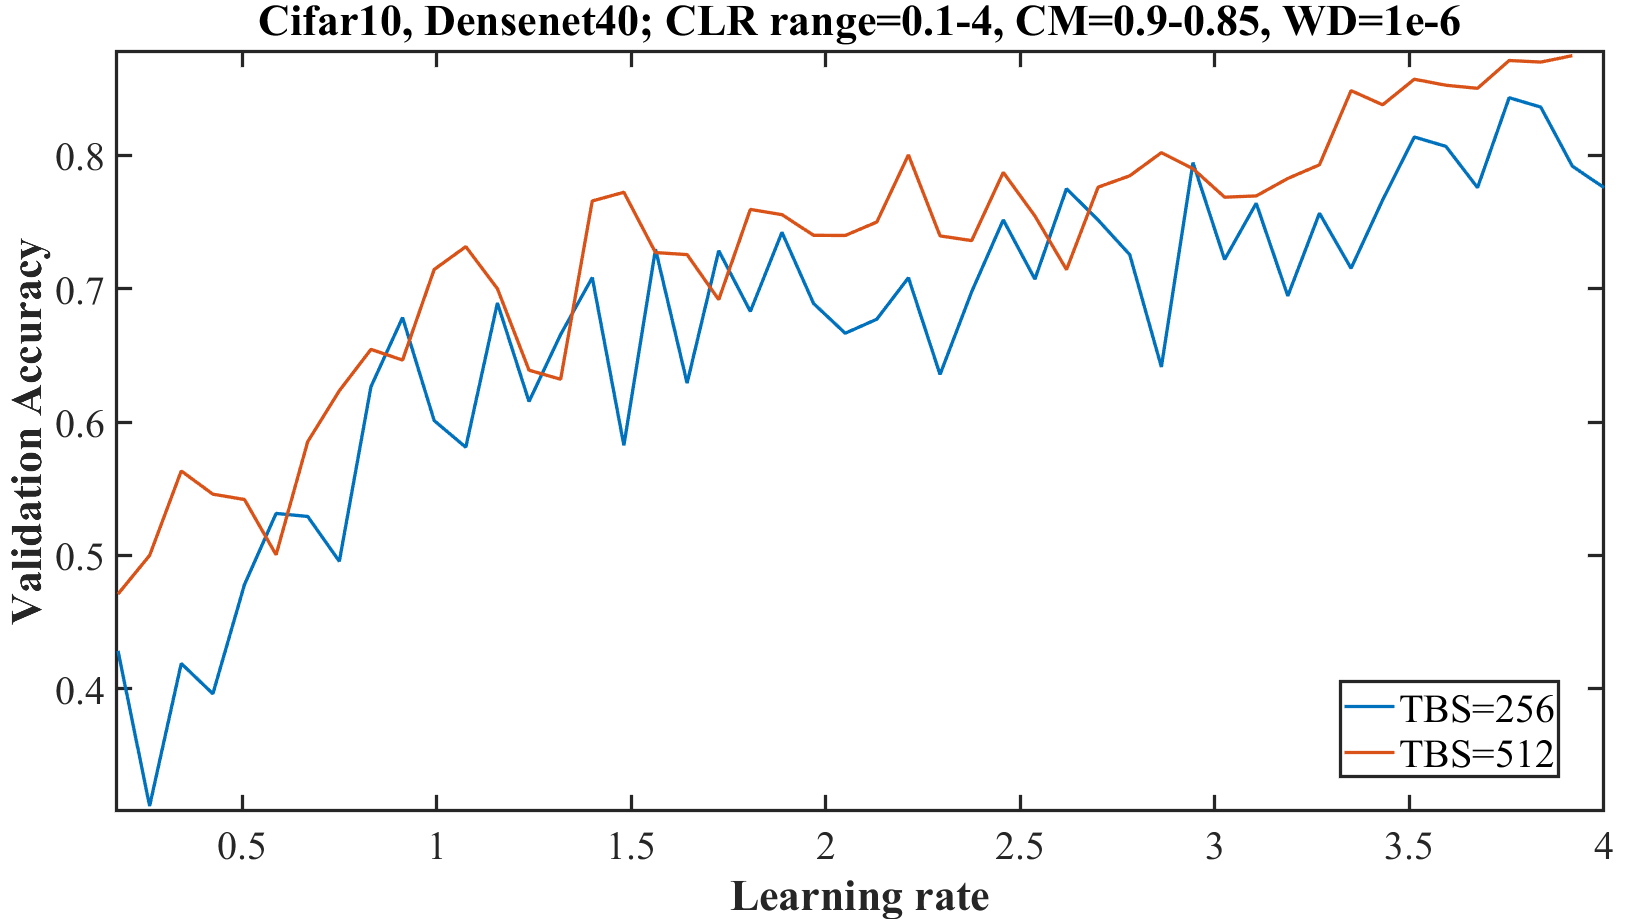 Cifar10, Densenet40; CLR range=0.1-4, CM=0.9-0.85, WD=1e-6
Validation Accuracy
0.8
0.7
0.6
0.5
0.4
TBS=256
TBS=512
0.5 1 1.5 2 2.5 3 3.5 4
Learning rate